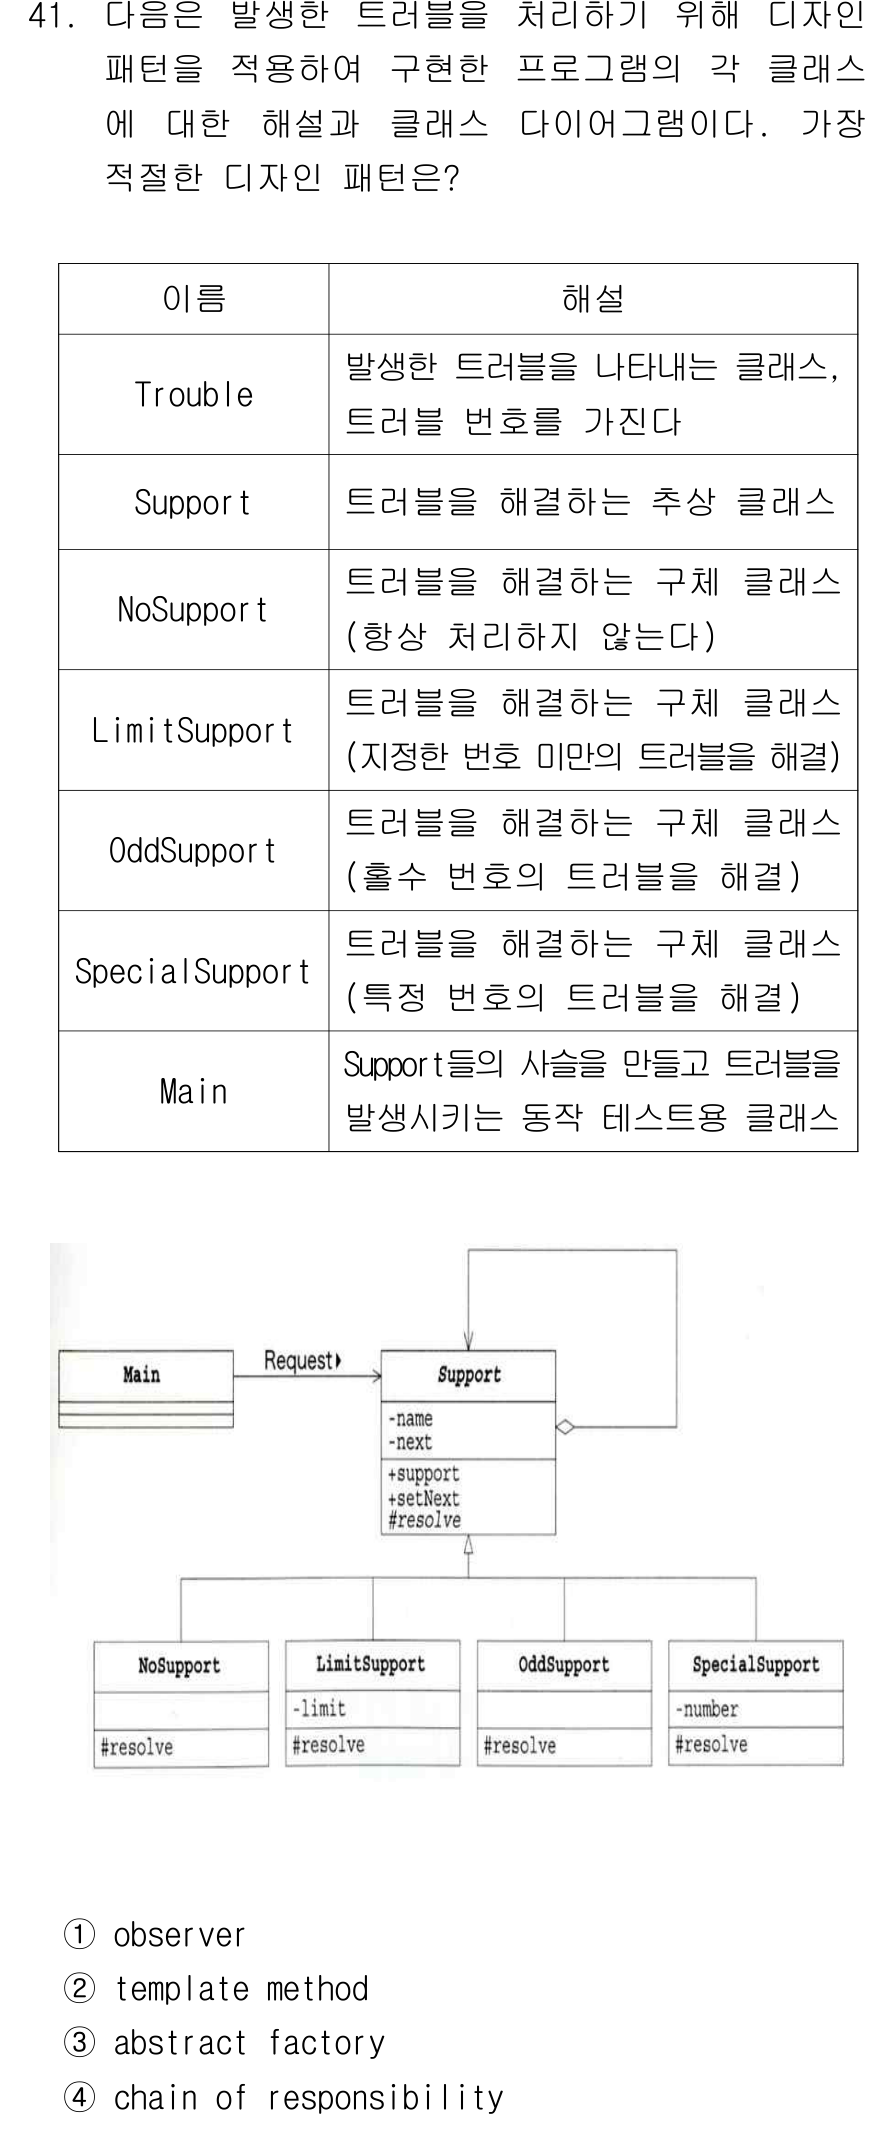 41. 다음은 발생한 트러블을 처리하기 위해 디자인
패턴을 적용하여 구현한 프로그램의 각 클래스
에 대한 해설과 클래스 다이어그램이다. 가장
적절한 디자인 패턴은?
이름 해설
Trouble 발생한 트러블을 나타내는 클래스,
트러블 번호를 가진다
Support 트러블을 해결하는 추상 클래스
NoSupport 트러블을 해결하는 구체 클래스
(항상 처리하지 않는다)
LimitSupport 트러블을 해결하는 구체 클래스
(지정한 번호 미만의 트러블을 해결)
OddSupport 트러블을 해결하는 구체 클래스
(홀수 번호의 트러블을 해결)
SpecialSupport 트러블을 해결하는 구체 클래스
(특정 번호의 트러블을 해결)
Main Support들의 사슬을 만들고 트러블을
발생시키는 동작 테스트용 클래스
Main
Request
Support
-name
-next
+support
+setNext
#resolve
NoSupport
#resolve
LimitSupport
-limit
#resolve
OddSupport
#resolve
SpecialSupport
-number
#resolve
① observer
② template method
③ abstract factory
④ chain of responsibility